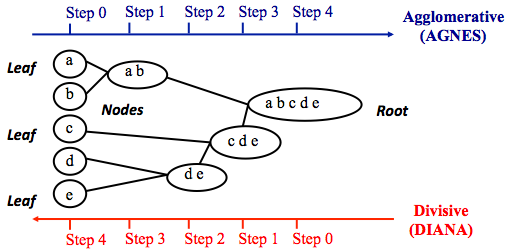 Step 0 Step 1 Step 2 Step 3 Step 4
Agglomerative
(AGNES)
Leaf
a
a b
b
Nodes
a b c d e
Root
Leaf
c
c d e
d
d e
Leaf
e
Step 4 Step 3 Step 2 Step 1 Step 0
Divisive
(DIANA)